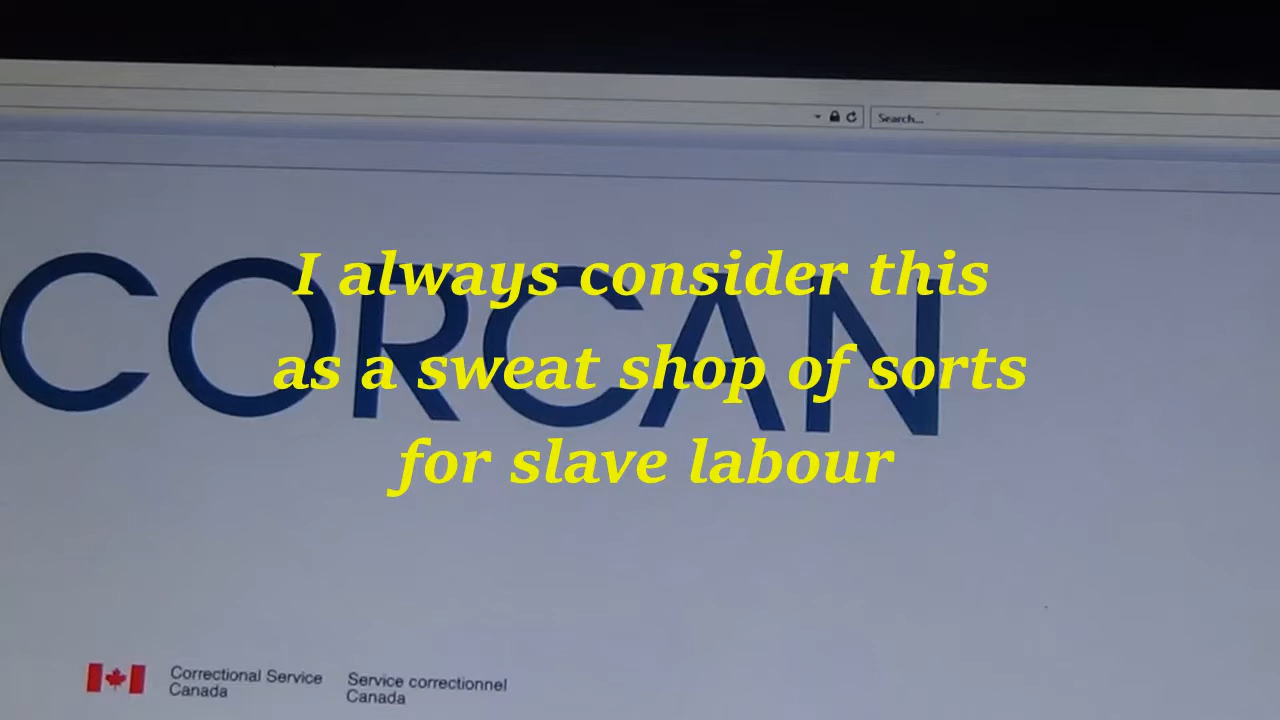 Search...
CORCAN
I always consider this
as a sweat shop of sorts
for slave labour
Correctional Service
Canada
Service correctionnel
Canada